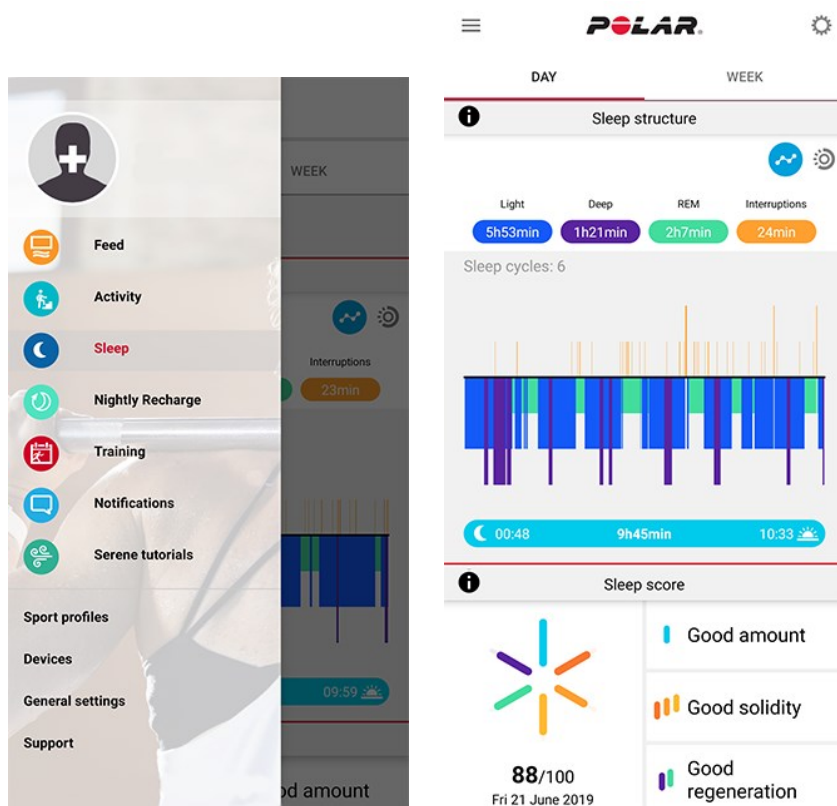 WEEK
Feed
Activity
Sleep
Interruptions
Nightly Recharge
23min
Training
Notifications
Serene tutorials
Sport profiles
Devices
09:59
General settings
Support
od amount
POLAR
DAY WEEK
Sleep structure
Light Deep REM Interruptions
5h53min 1h21min 2h7min 24min
Sleep cycles: 6
00:48 9h45min 10:33
Sleep score
Good amount
Good solidity
88/100
Fri 21 June 2019
Good
regeneration